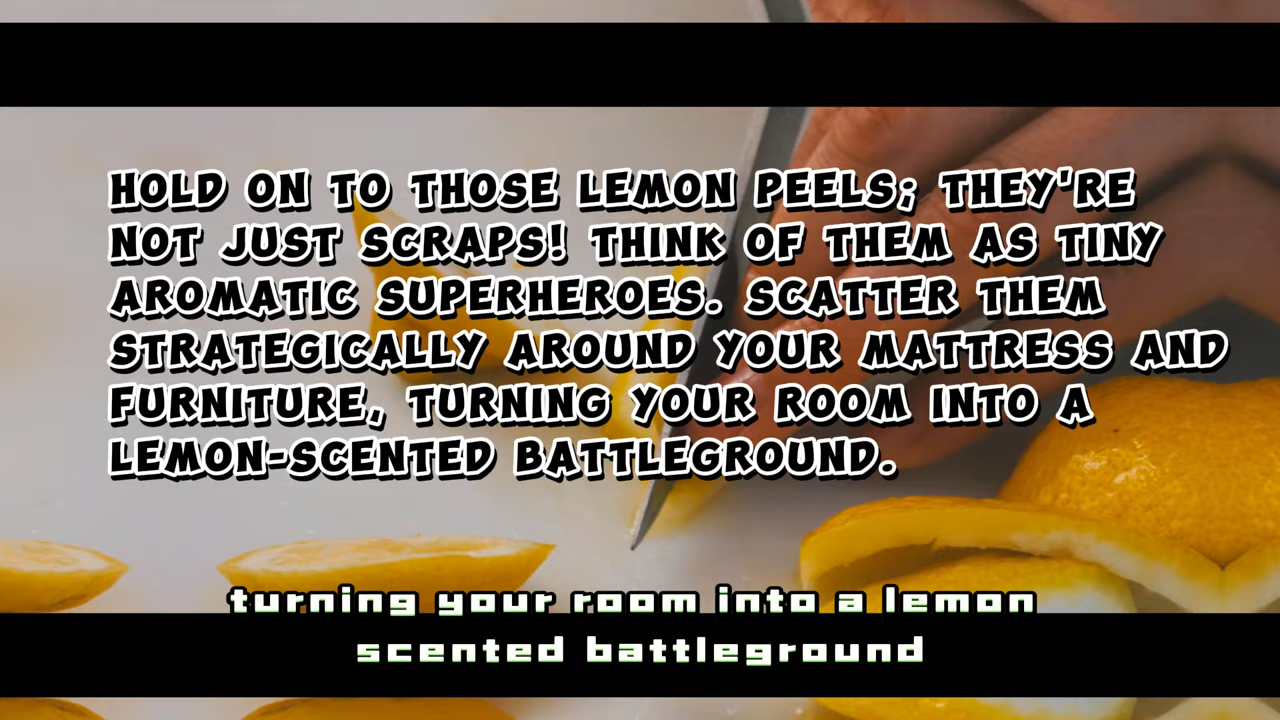 HOLD ON TO THOSE LEMON PEELS; THEY'RE
NOT JUST SCRAPS! THINK OF THEM AS TINY
AROMATIC SUPERHEROES. SCATTER THEM
STRATEGICALLY AROUND YOUR MATTRESS AND
FURNITURE, TURNING YOUR ROOM INTO A
LEMON-SCENTED BATTLEGROUND.
turning your room into a lemon
scented battleground